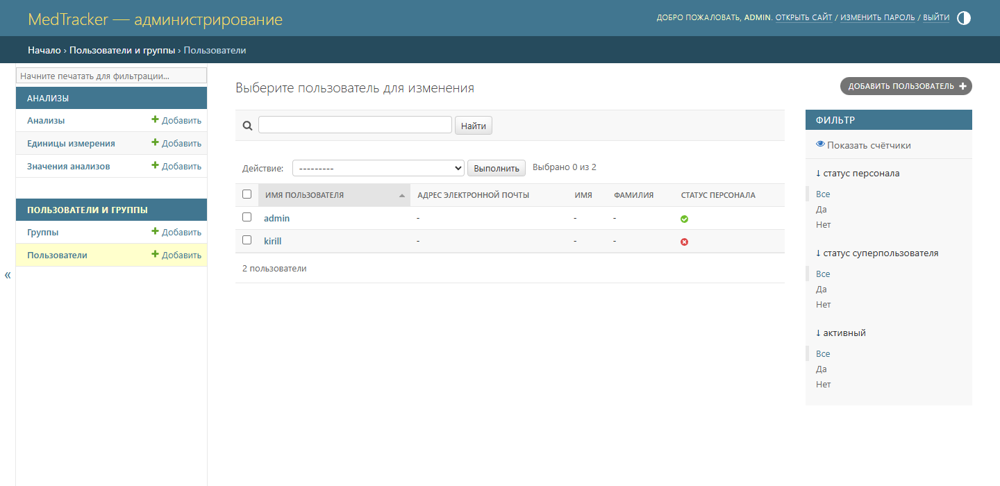 MedTracker — администрирование
ДОБРО ПОЖАЛОВАТЬ, ADMIN. ОТКРЫТЬ САЙТ / ИЗМЕНИТЬ ПАРОЛЬ / ВЫЙТИ
Начало › Пользователи и группы › Пользователи
Начните печатать для фильтрации...
АНАЛИЗЫ
Анализы Добавить
Единицы измерения Добавить
Значения анализов Добавить
ПОЛЬЗОВАТЕЛИ И ГРУППЫ
Группы Добавить
Пользователи Добавить
«
Выберите пользователь для изменения
ДОБАВИТЬ ПОЛЬЗОВАТЕЛЬ
Найти
Действие: --------- Выполнить Выбрано 0 из 2
ИМЯ ПОЛЬЗОВАТЕЛЯ АДРЕС ЭЛЕКТРОННОЙ ПОЧТЫ ИМЯ ФАМИЛИЯ СТАТУС ПЕРСОНАЛА
admin - - -
kirill - - -
2 пользователи
ФИЛЬТР
Показать счётчики
↓ статус персонала
Все
Да
Нет
↓ статус суперпользователя
Все
Да
Нет
↓ активный
Все
Да
Нет